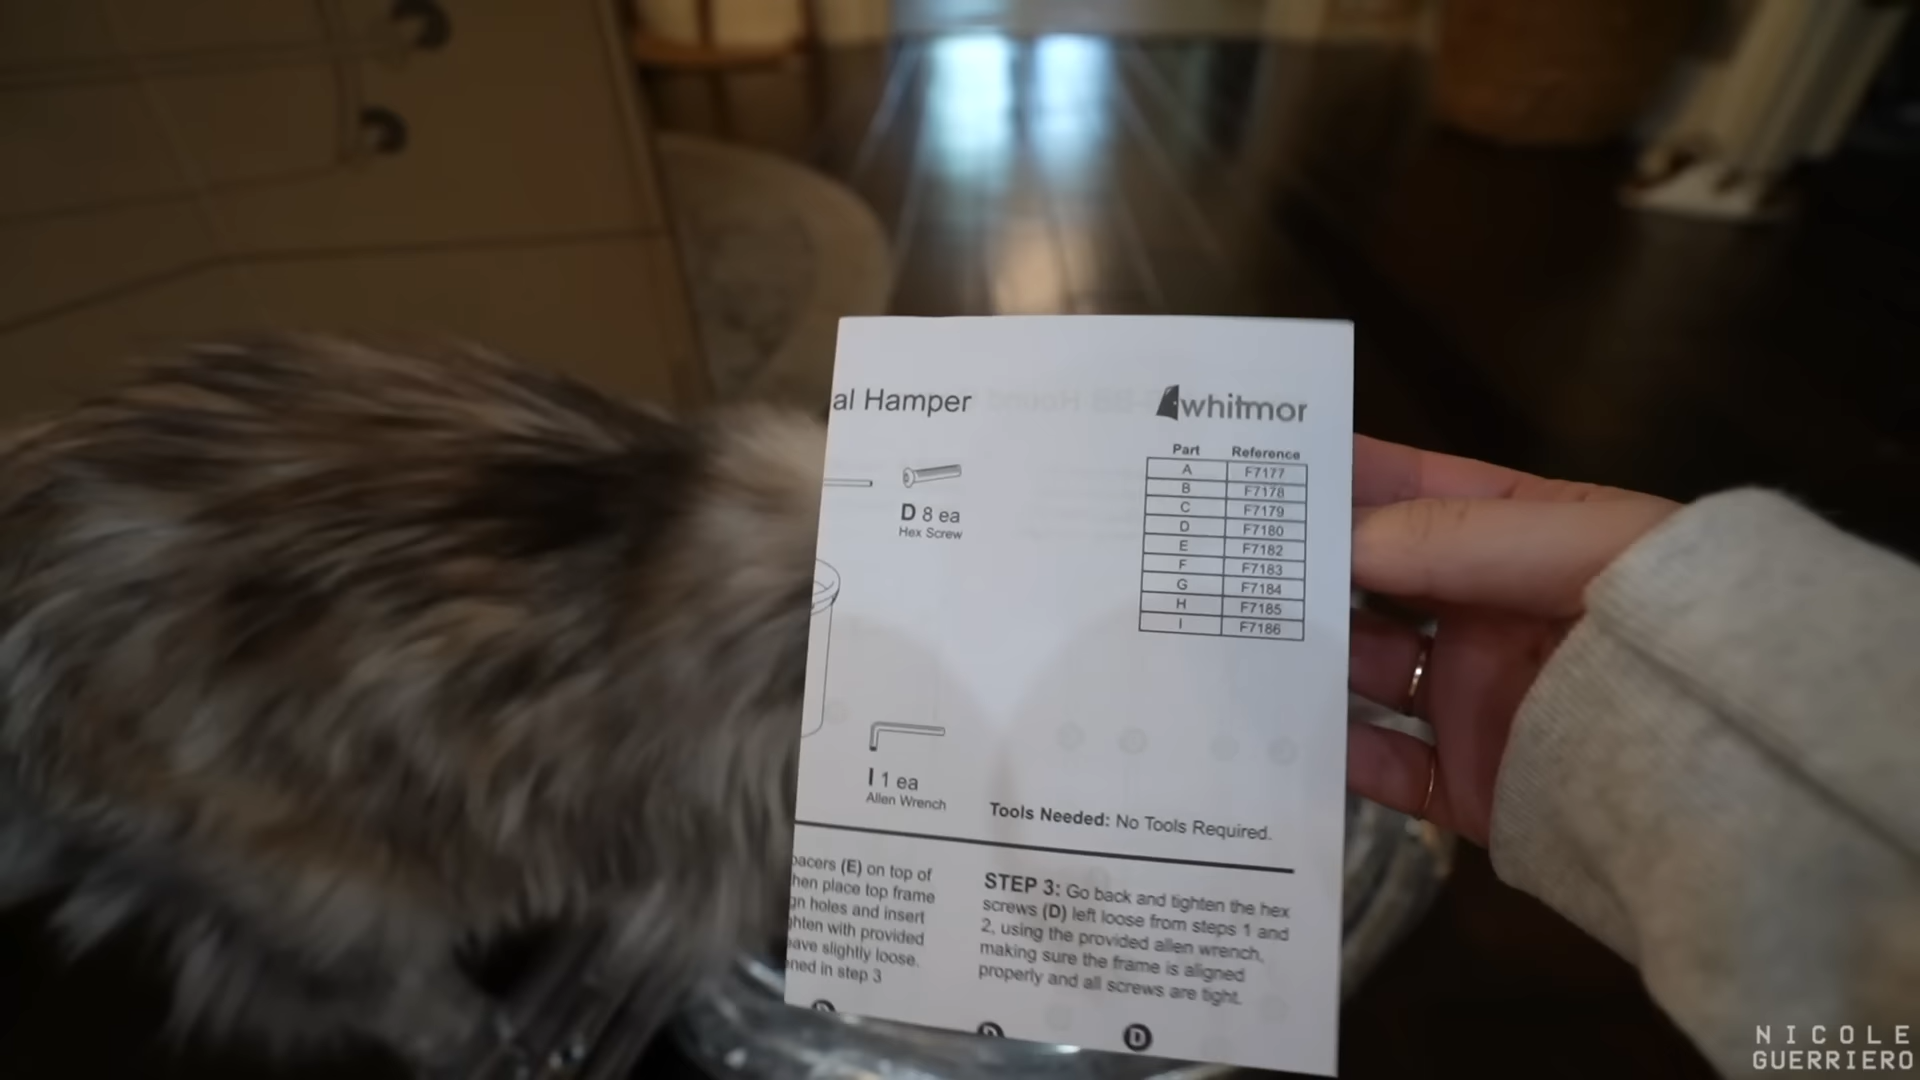 al Hamper
whitmor
Part Reference
A F7177
B F7178
C F7179
D F7180
E F7182
F F7183
G F7184
H F7185
I F7186
D 8 ea
Hex Screw
I 1 ea
Allen Wrench
Tools Needed: No Tools Required.
pacers (E) on top of
hen place top frame
gn holes and insert
ghten with provided
eave slightly loose.
ned in step 3
STEP 3: Go back and tighten the hex
screws (D) left loose from steps 1 and
2, using the provided allen wrench,
making sure the frame is aligned
properly and all screws are tight.
D
D
D
NICOLE
GUERRIERO